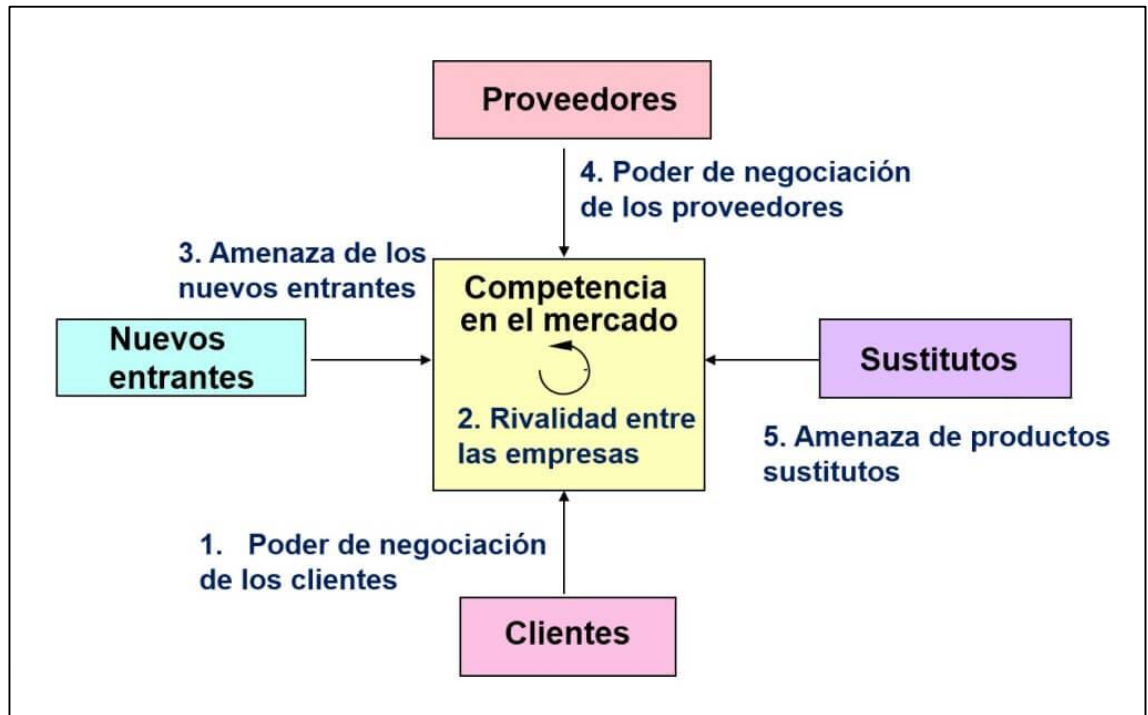 Proveedores
4. Poder de negociación
de los proveedores
3. Amenaza de los
nuevos entrantes
Nuevos
entrantes
Competencia
en el mercado
2. Rivalidad entre
las empresas
Sustitutos
5. Amenaza de productos
sustitutos
1. Poder de negociación
de los clientes
Clientes